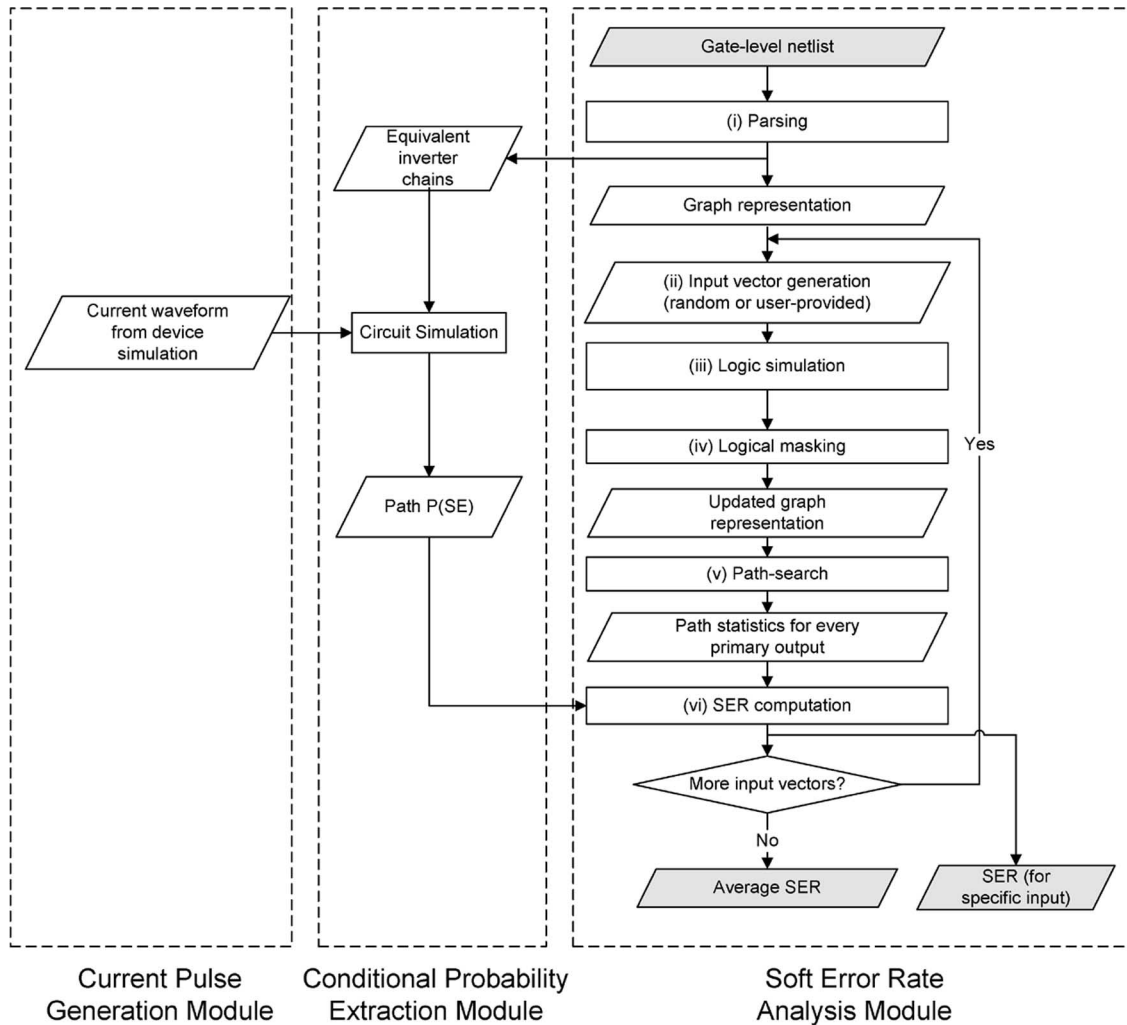 Gate-level netlist
(i) Parsing
Equivalent
inverter
chains
Graph representation
(ii) Input vector generation
(random or user-provided)
Current waveform
from device
simulation
Circuit Simulation
(iii) Logic simulation
(iv) Logical masking
Yes
Path P(SE)
Updated graph
representation
(v) Path-search
Path statistics for every
primary output
(vi) SER computation
More input vectors?
No
Average SER
SER (for
specific input)
Current Pulse
Generation Module
Conditional Probability
Extraction Module
Soft Error Rate
Analysis Module